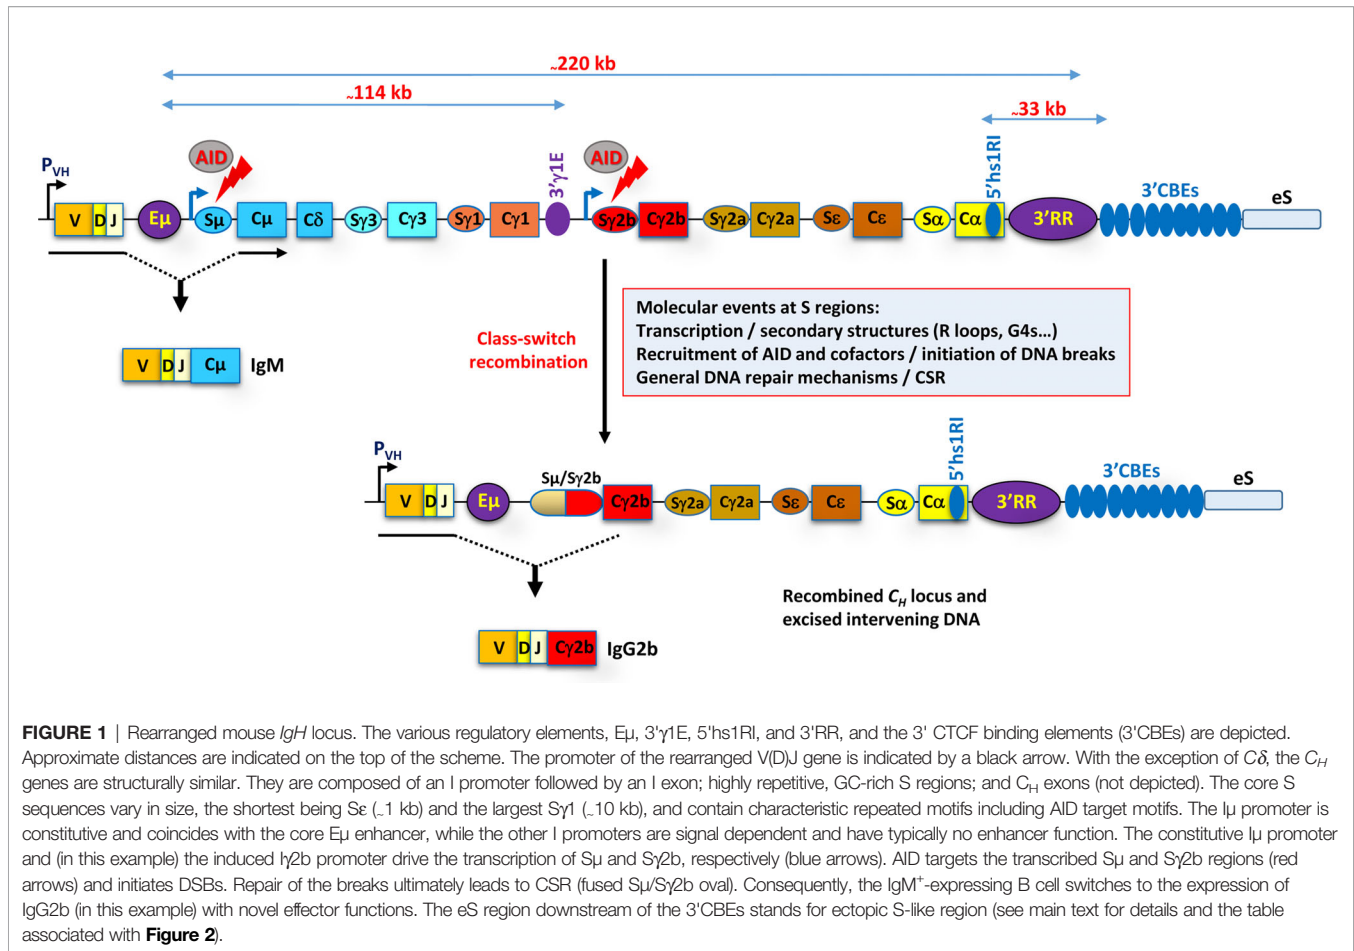 ~220 kb
~114 kb
~33 kb
AID
AID
PVH
3'γ1E
5'hs1RI
3'CBEs
eS
V D J Eμ Sμ Cμ Cδ Sγ3 Cγ3 Sγ1 Cγ1 Sγ2b Cγ2b Sγ2a Cγ2a Sε Cε Sα Cα 3'RR
Molecular events at S regions:
Transcription / secondary structures (R loops, G4s...)
Recruitment of AID and cofactors / initiation of DNA breaks
General DNA repair mechanisms / CSR
Class-switch
recombination
V D J Cμ IgM
PVH
Sμ/Sγ2b
5'hs1RI
3'CBEs
eS
V D J Eμ Cγ2b Sγ2a Cγ2a Sε Cε Sα Cα 3'RR
Recombined CH locus and
excised intervening DNA
V D J Cγ2b IgG2b
FIGURE 1 | Rearranged mouse IgH locus. The various regulatory elements, Eμ, 3'γ1E, 5'hs1RI, and 3'RR, and the 3' CTCF binding elements (3'CBEs) are depicted.
Approximate distances are indicated on the top of the scheme. The promoter of the rearranged V(D)J gene is indicated by a black arrow. With the exception of Cδ, the CH
genes are structurally similar. They are composed of an I promoter followed by an I exon; highly repetitive, GC-rich S regions; and CH exons (not depicted). The core S
sequences vary in size, the shortest being Sε (~1 kb) and the largest Sγ1 (~10 kb), and contain characteristic repeated motifs including AID target motifs. The Iμ promoter is
constitutive and coincides with the core Eμ enhancer, while the other I promoters are signal dependent and have typically no enhancer function. The constitutive Iμ promoter
and (in this example) the induced Iγ2b promoter drive the transcription of Sμ and Sγ2b, respectively (blue arrows). AID targets the transcribed Sμ and Sγ2b regions (red
arrows) and initiates DSBs. Repair of the breaks ultimately leads to CSR (fused Sμ/Sγ2b oval). Consequently, the IgM+-expressing B cell switches to the expression of
IgG2b (in this example) with novel effector functions. The eS region downstream of the 3'CBEs stands for ectopic S-like region (see main text for details and the table
associated with Figure 2).